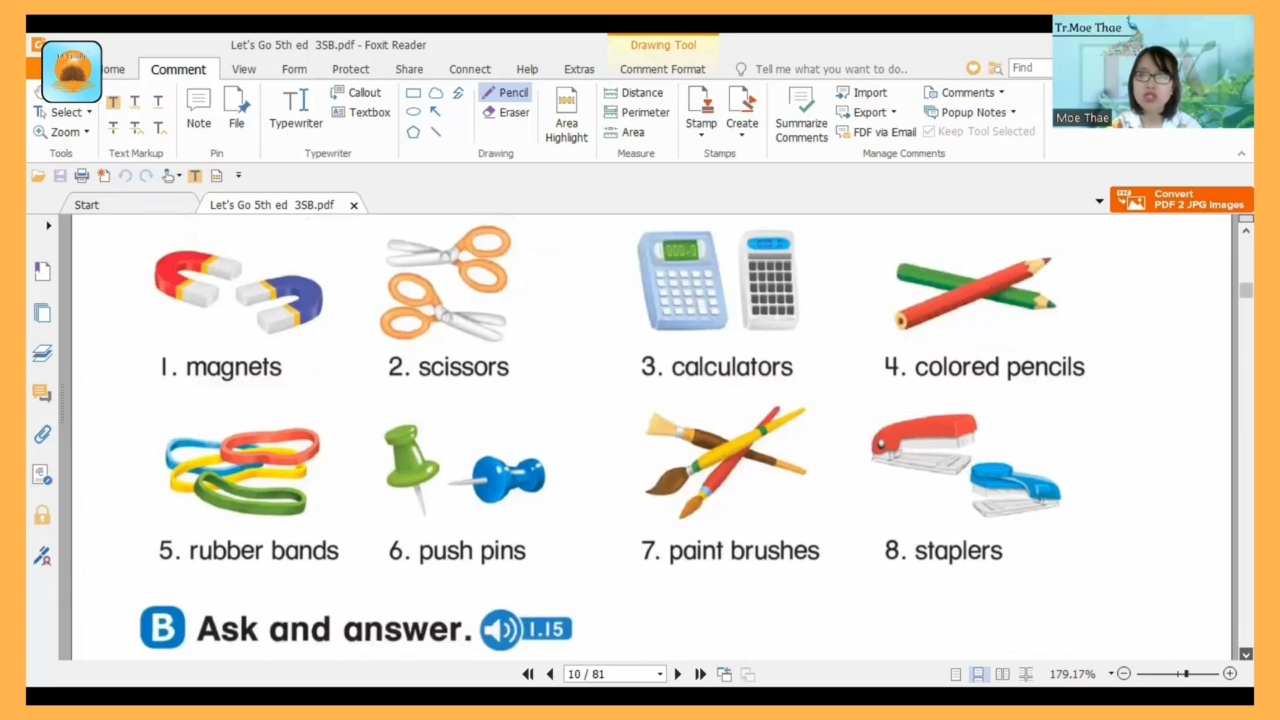 Let's Go 5th ed 3SB.pdf - Foxit Reader
Drawing Tool
Tr.Moe Thae
Home Comment View Form Protect Share Connect Help Extras Comment Format Tell me what you want to do.. Find
Select
Zoom
Tools
Text Markup
Note
File
Pin
Typewriter
Callout
Textbox
Typewriter
Pencil
Eraser
Drawing
Area
Highlight
Distance
Perimeter
Area
Measure
Stamp
Create
Stamps
Summarize
Comments
Import
Export
FDF via Email
Comments
Popup Notes
Keep Tool Selected
Manage Comments
Moe Thae
Start
Let's Go 5th ed 3SB.pdf
Convert
PDF 2 JPG Images
1. magnets
2. scissors
3. calculators
4. colored pencils
5. rubber bands
6. push pins
7. paint brushes
8. staplers
B Ask and answer. 1.15
10 / 81
179.17%